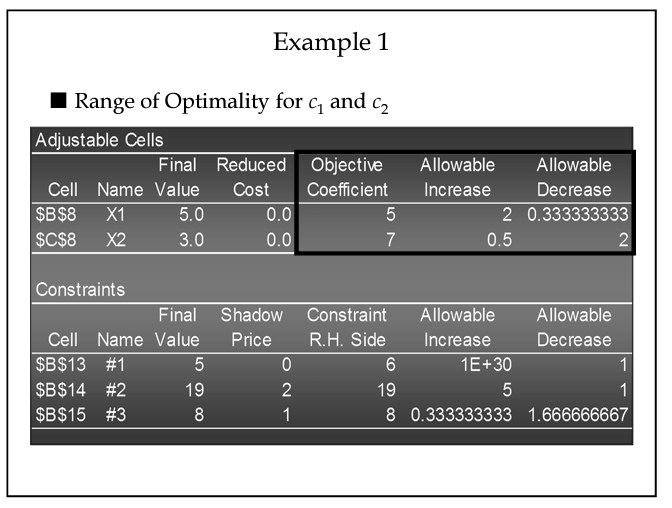 Example 1
■ Range of Optimality for c1 and c2
Adjustable Cells
Final Reduced Objective Allowable Allowable
Cell Name Value Cost Coefficient Increase Decrease
$B$8 X1 5.0 0.0 5 2 0.333333333
$C$8 X2 3.0 0.0 7 0.5 2
Constraints
Final Shadow Constraint Allowable Allowable
Cell Name Value Price R.H. Side Increase Decrease
$B$13 #1 5 0 6 1E+30 1
$B$14 #2 19 2 19 5 1
$B$15 #3 8 1 8 0.333333333 1.666666667